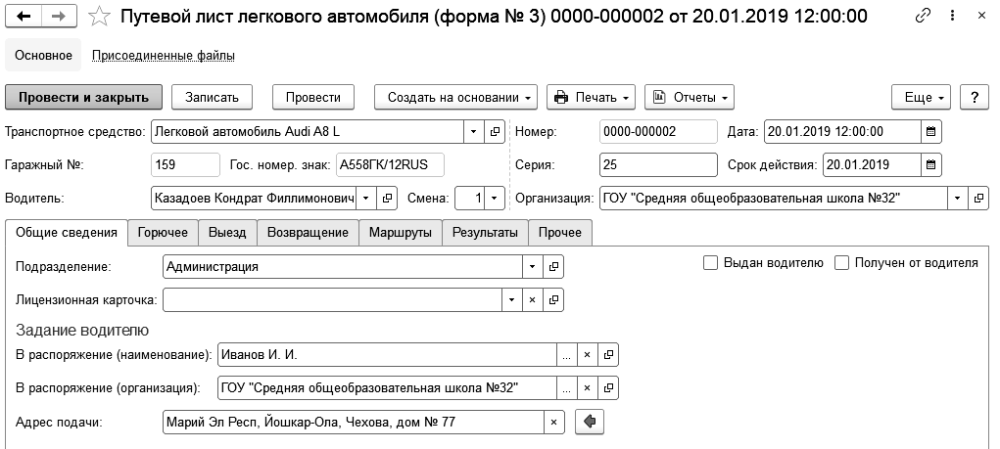 Путевой лист легкового автомобиля (форма № 3) 0000-000002 от 20.01.2019 12:00:00
Основное Присоединенные файлы
Провести и закрыть Записать Провести Создать на основании Печать Отчеты Еще ?
Транспортное средство: Легковой автомобиль Audi A8 L Номер: 0000-000002 Дата: 20.01.2019 12:00:00
Гаражный №: 159 Гос. номер. знак: А558ГК/12RUS Серия: 25 Срок действия: 20.01.2019
Водитель: Казадоев Кондрат Филлимонович Смена: 1 Организация: ГОУ "Средняя общеобразовательная школа №32"
Общие сведения Горючее Выезд Возвращение Маршруты Результаты Прочее
Подразделение: Администрация Выдан водителю Получен от водителя
Лицензионная карточка:
Задание водителю
В распоряжение (наименование): Иванов И. И. ...
В распоряжение (организация): ГОУ "Средняя общеобразовательная школа №32" ...
Адрес подачи: Марий Эл Респ, Йошкар-Ола, Чехова, дом № 77